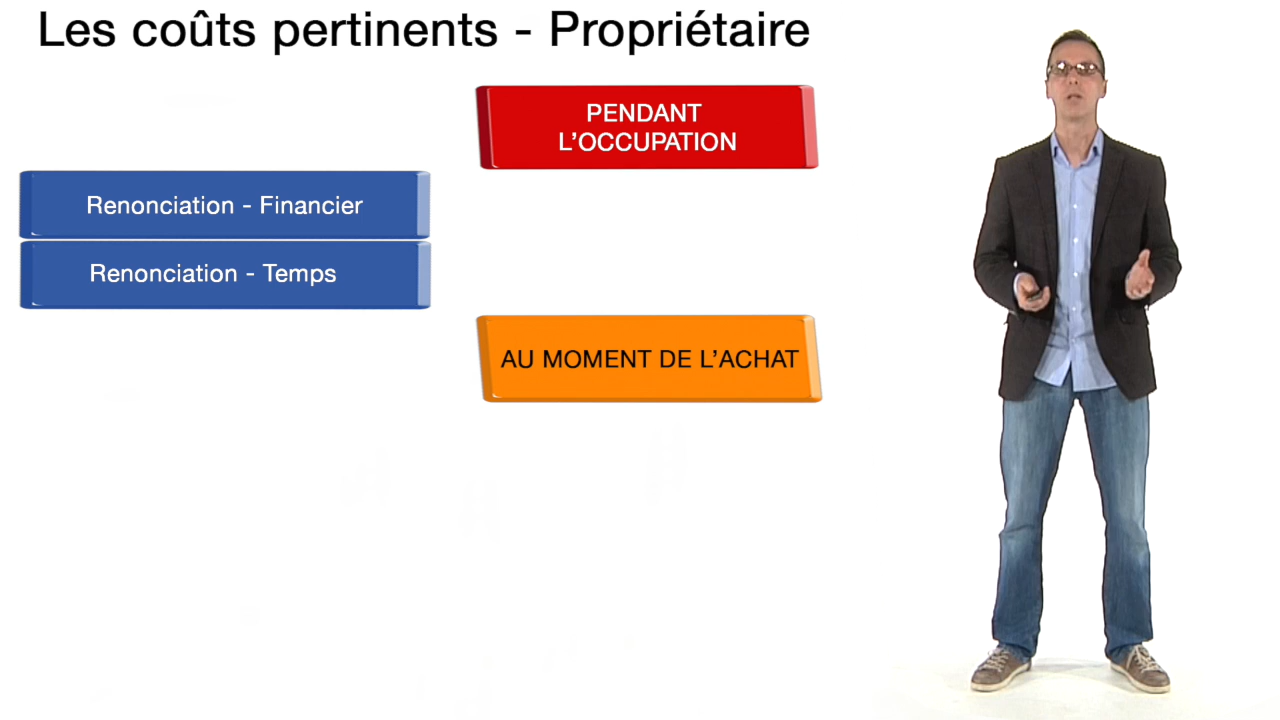 Les coûts pertinents - Propriétaire
PENDANT
L'OCCUPATION
Renonciation - Financier
Renonciation - Temps
AU MOMENT DE L'ACHAT